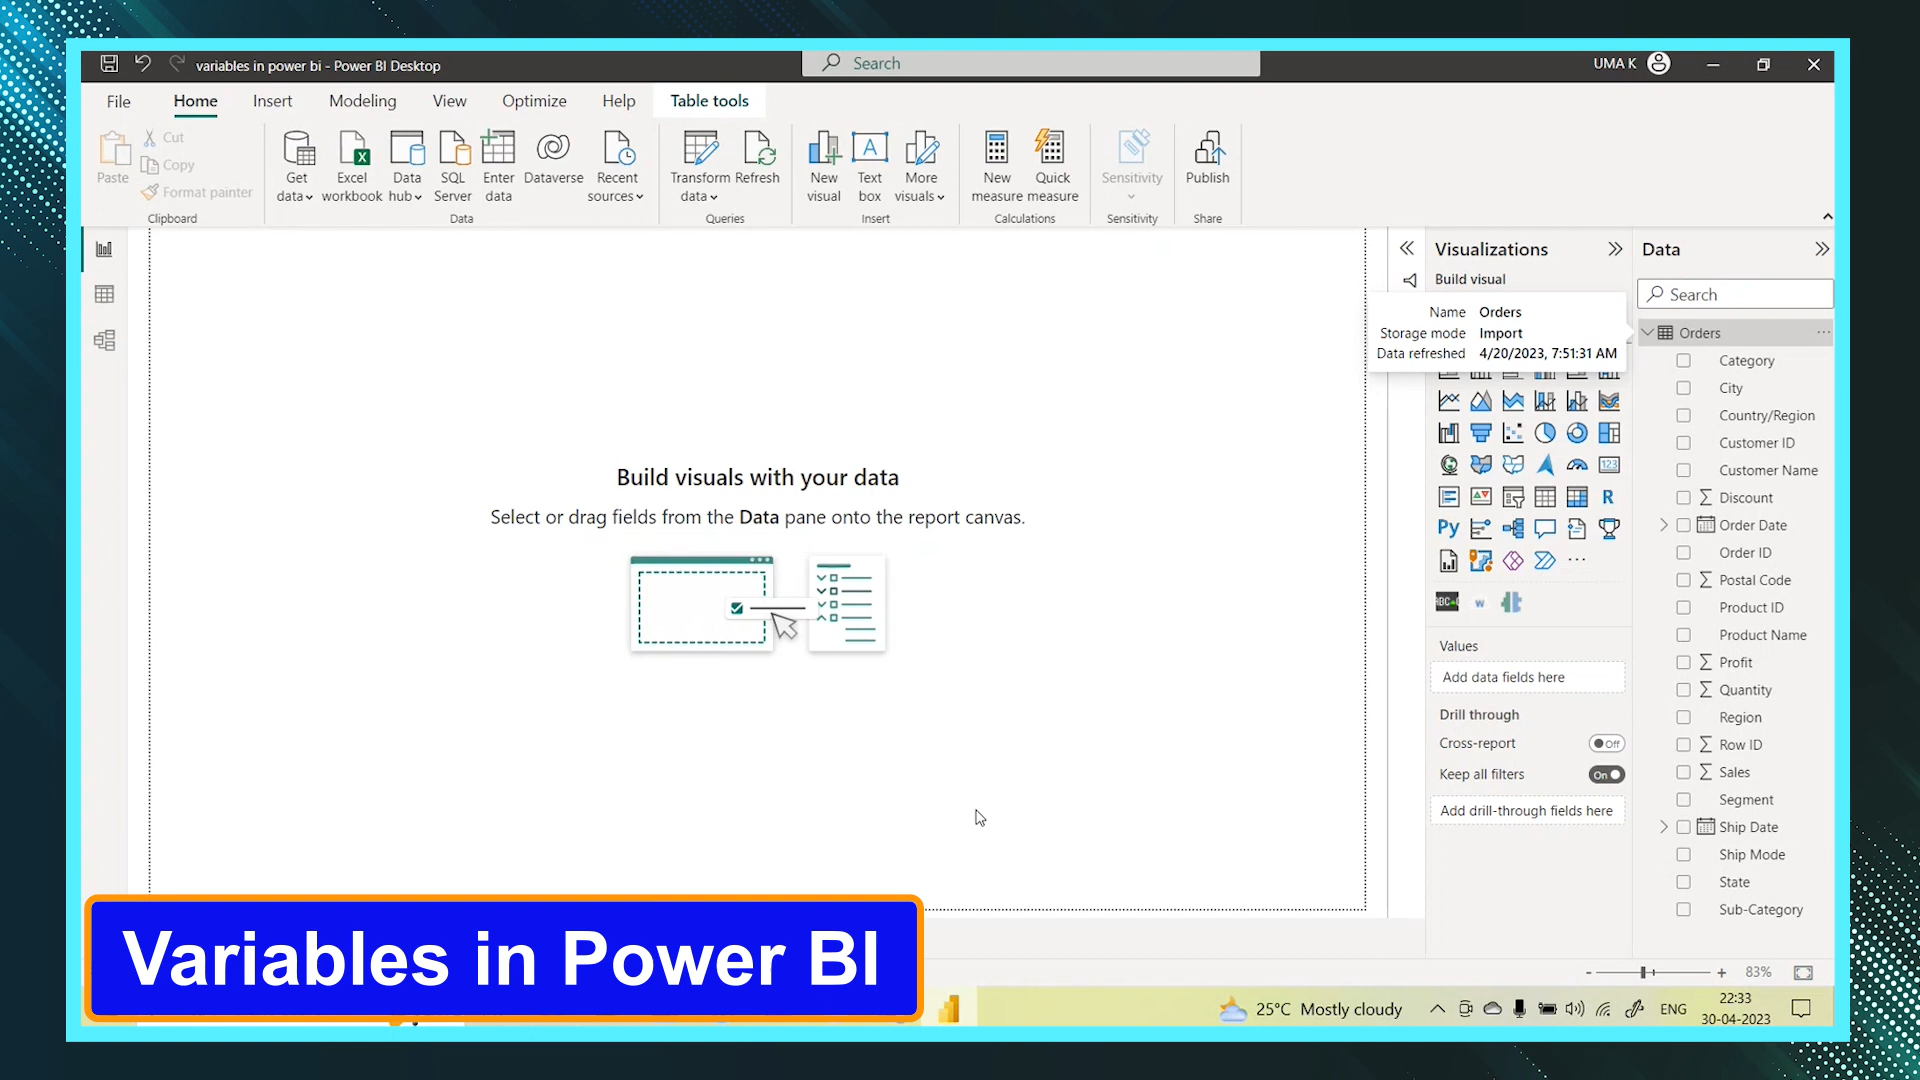 variables in power bi - Power BI Desktop
Search
UMA K
File
Home
Insert
Modeling
View
Optimize
Help
Table tools
Paste
Cut
Copy
Format painter
Clipboard
Get data
Excel workbook
Data hub
SQL Server
Enter data
Dataverse
Recent sources
Data
Transform data
Refresh
Queries
New visual
Text box
More visuals
Insert
New measure
Quick measure
Calculations
Sensitivity
Sensitivity
Publish
Share
Visualizations
Build visual
Name Orders
Storage mode Import
Data refreshed 4/20/2023, 7:51:31 AM
123
R
Py
Values
Add data fields here
Drill through
Cross-report
Off
Keep all filters
On
Add drill-through fields here
Data
Search
Orders
Category
City
Country/Region
Customer ID
Customer Name
Discount
Order Date
Order ID
Postal Code
Product ID
Product Name
Profit
Quantity
Region
Row ID
Sales
Segment
Ship Date
Ship Mode
State
Sub-Category
Build visuals with your data
Select or drag fields from the Data pane onto the report canvas.
Variables in Power BI
83%
25°C Mostly cloudy
ENG
22:33
30-04-2023